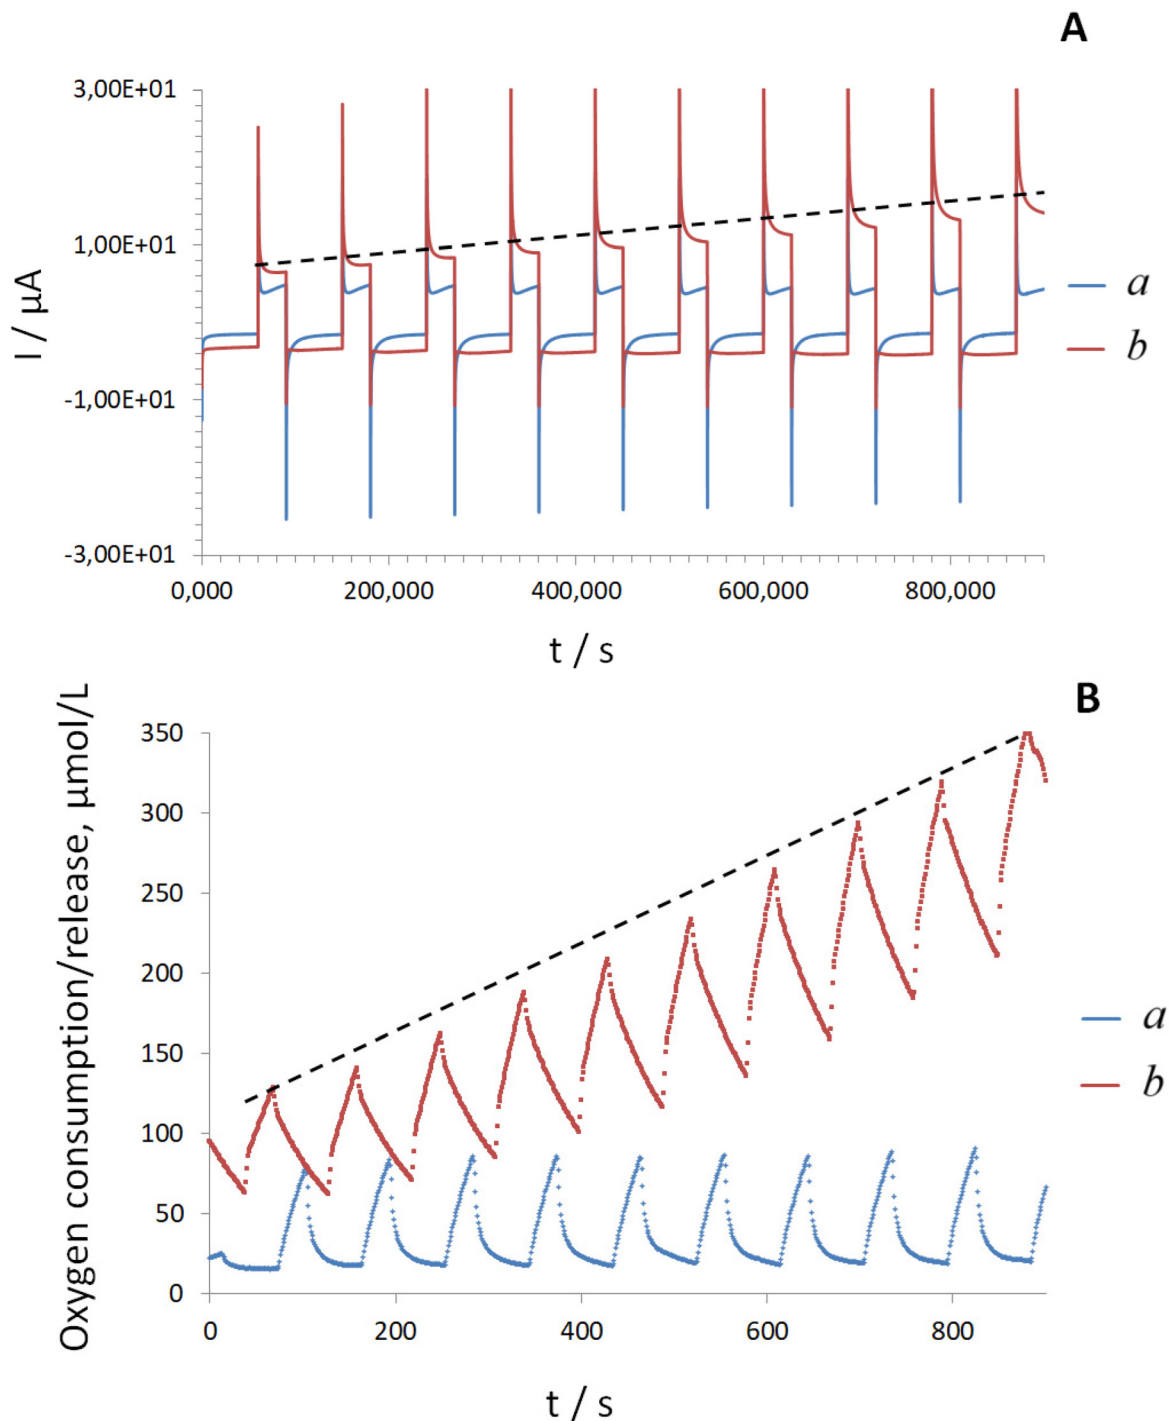 A
3,00E+01
1,00E+01
-1,00E+01
-3,00E+01
I / μA
0,000 200,000 400,000 600,000 800,000
t / s
a
b
B
350
300
250
200
150
100
50
0
Oxygen consumption/release, μmol/L
0 200 400 600 800
t / s
a
b